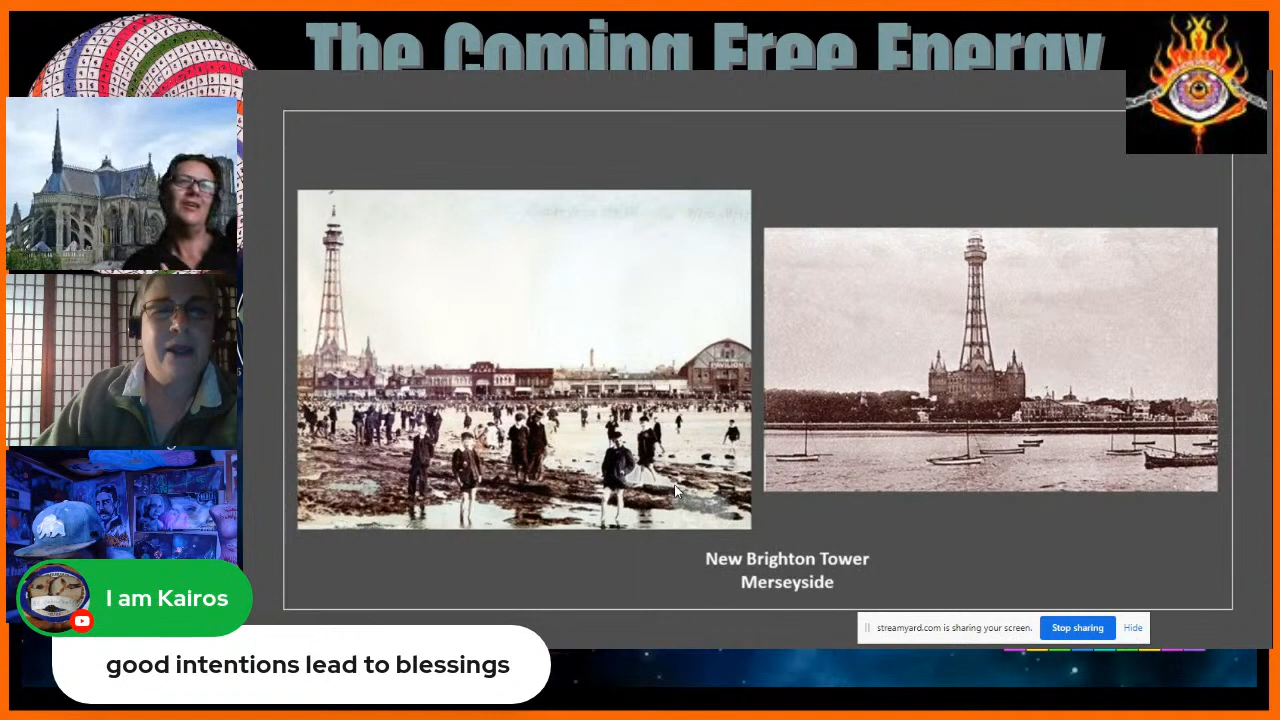 The Coming Free Energy
PAVILION
New Brighton Tower
Merseyside
streamyard.com is sharing your screen.
Stop sharing
Hide
I am Kairos
good intentions lead to blessings